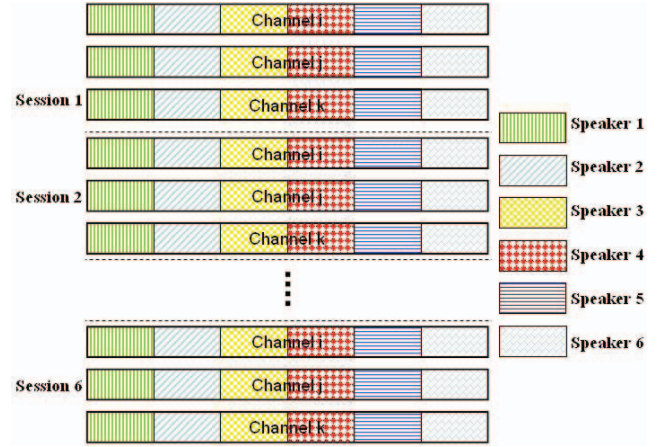 Channel i
Channel j
Session 1
Channel k
Channel i
Session 2
Channel j
Channel k
Channel i
Session 6
Channel j
Channel k
Speaker 1
Speaker 2
Speaker 3
Speaker 4
Speaker 5
Speaker 6